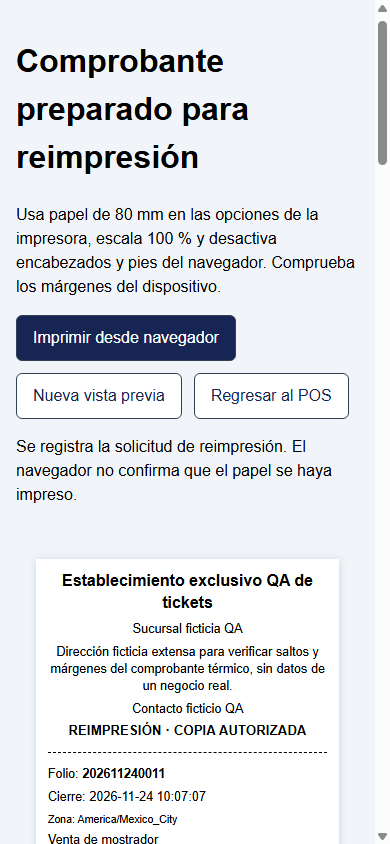 Comprobante
preparado para
reimpresión
Usa papel de 80 mm en las opciones de la
impresora, escala 100 % y desactiva
encabezados y pies del navegador. Comprueba
los márgenes del dispositivo.
Imprimir desde navegador
Nueva vista previa
Regresar al POS
Se registra la solicitud de reimpresión. El
navegador no confirma que el papel se haya
impreso.
Establecimiento exclusivo QA de
tickets
Sucursal ficticia QA
Dirección ficticia extensa para verificar saltos y
márgenes del comprobante térmico, sin datos de
un negocio real.
Contacto ficticio QA
REIMPRESIÓN · COPIA AUTORIZADA
Folio: 202611240011
Cierre: 2026-11-24 10:07:07
Zona: America/Mexico_City
Venta de mostrador